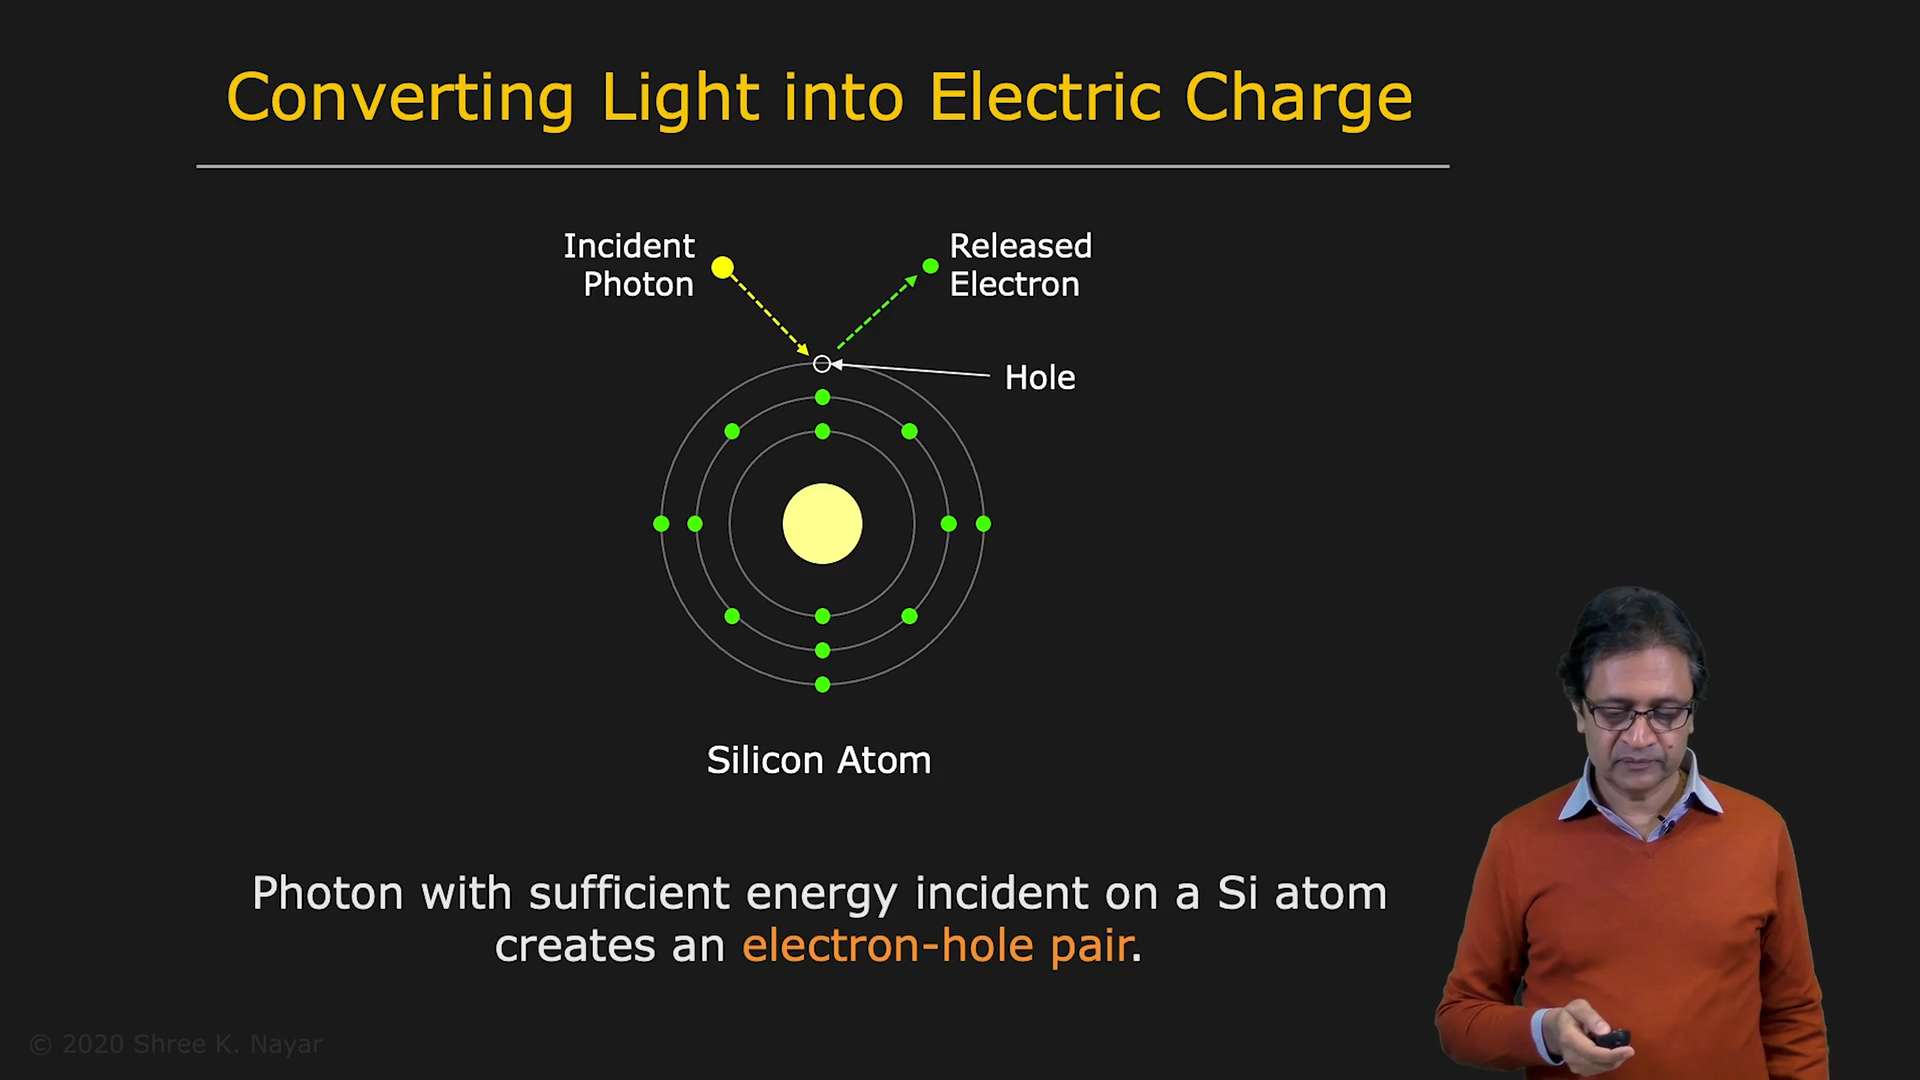 Converting Light into Electric Charge
Incident
Photon
Released
Electron
Hole
Silicon Atom
Photon with sufficient energy incident on a Si atom
creates an electron-hole pair.
© 2020 Shree K. Nayar